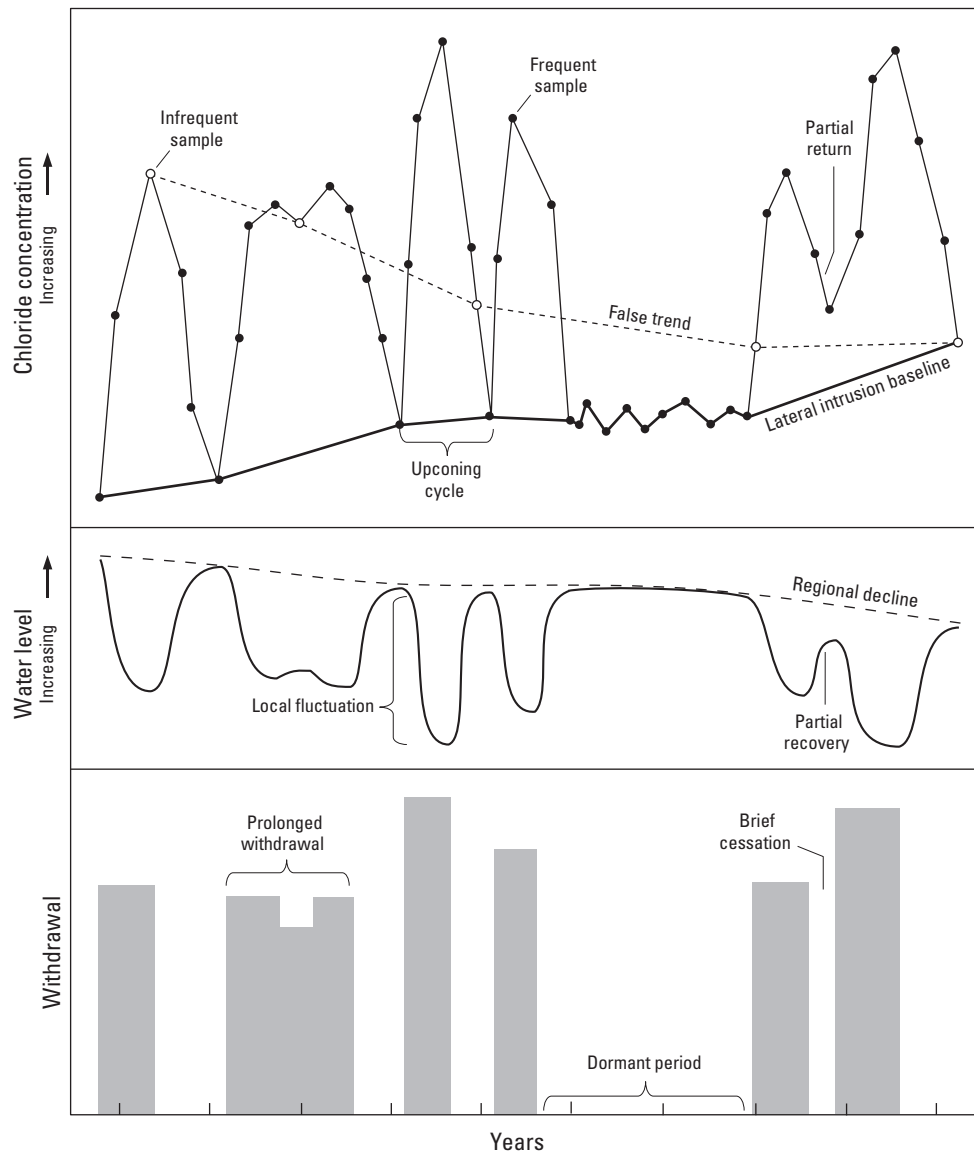 Chloride concentration
Increasing
Infrequent
sample
Frequent
sample
Partial
return
False trend
Lateral intrusion baseline
Upconing
cycle
Water level
Increasing
Regional decline
Local fluctuation
Partial
recovery
Withdrawal
Prolonged
withdrawal
Brief
cessation
Dormant period
Years